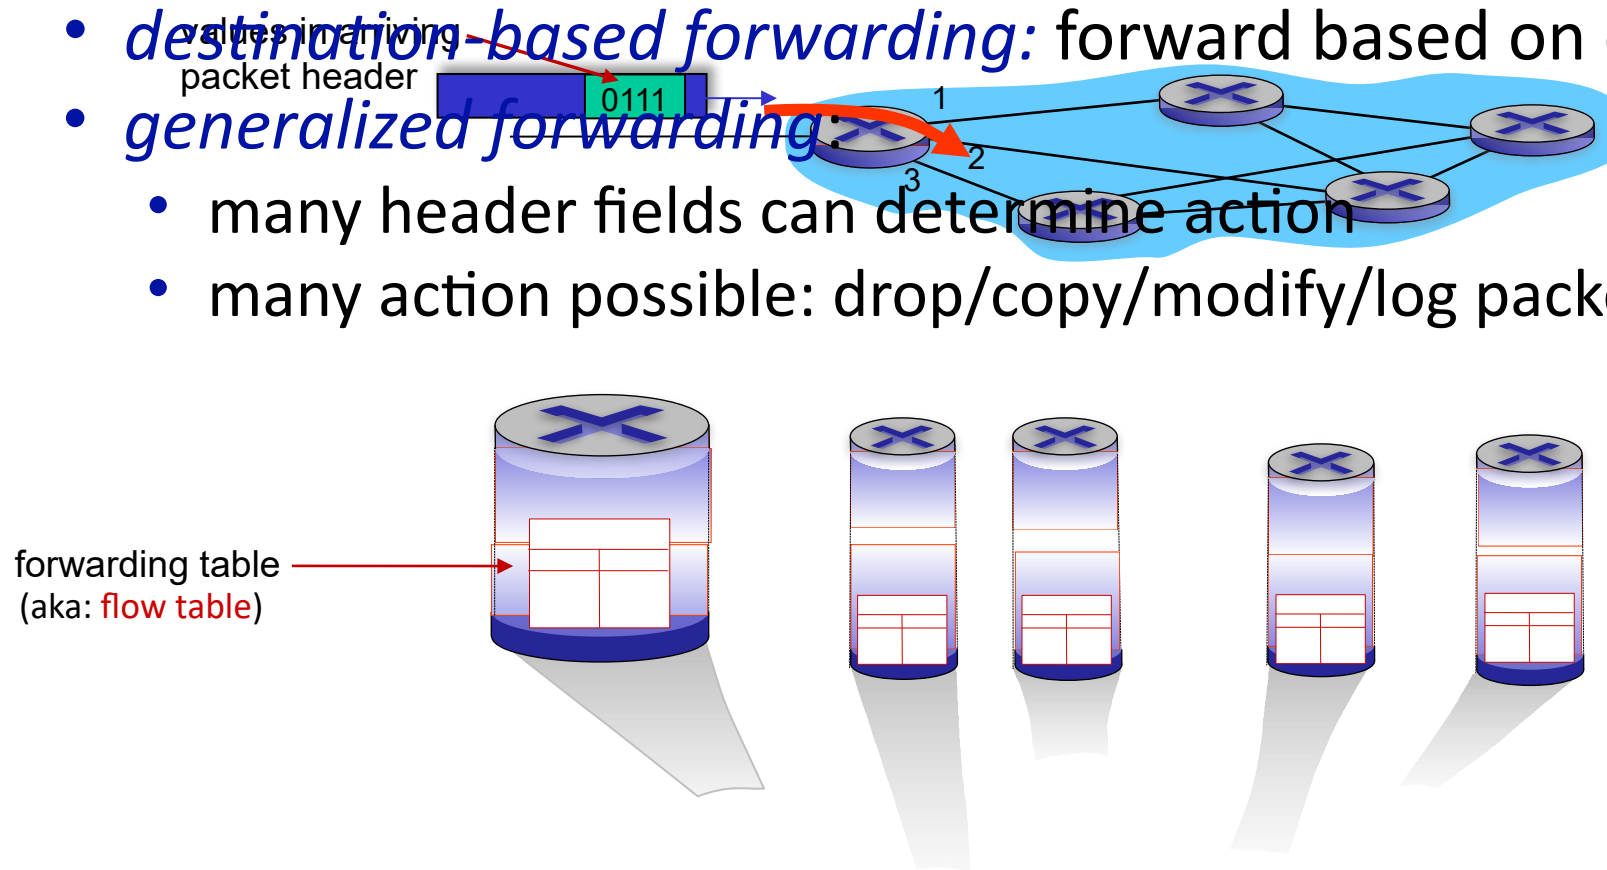 • destination-based forwarding: forward based on
values in arriving
packet header
0111
• generalized forwarding:
1
2
3
• many header fields can determine action
• many action possible: drop/copy/modify/log pack
forwarding table
(aka: flow table)